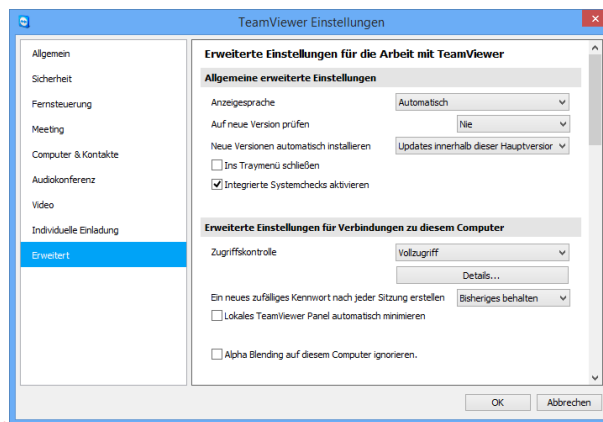 TeamViewer Einstellungen
Allgemein
Sicherheit
Fernsteuerung
Meeting
Computer & Kontakte
Audiokonferenz
Video
Individuelle Einladung
Erweitert
Erweiterte Einstellungen für die Arbeit mit TeamViewer
Allgemeine erweiterte Einstellungen
Anzeigesprache Automatisch
Auf neue Version prüfen Nie
Neue Versionen automatisch installieren Updates innerhalb dieser Hauptversior
Ins Traymenü schließen
Integrierte Systemchecks aktivieren
Erweiterte Einstellungen für Verbindungen zu diesem Computer
Zugriffskontrolle Vollzugriff
Details...
Ein neues zufälliges Kennwort nach jeder Sitzung erstellen Bisheriges behalten
Lokales TeamViewer Panel automatisch minimieren
Alpha Blending auf diesem Computer ignorieren.
OK Abbrechen